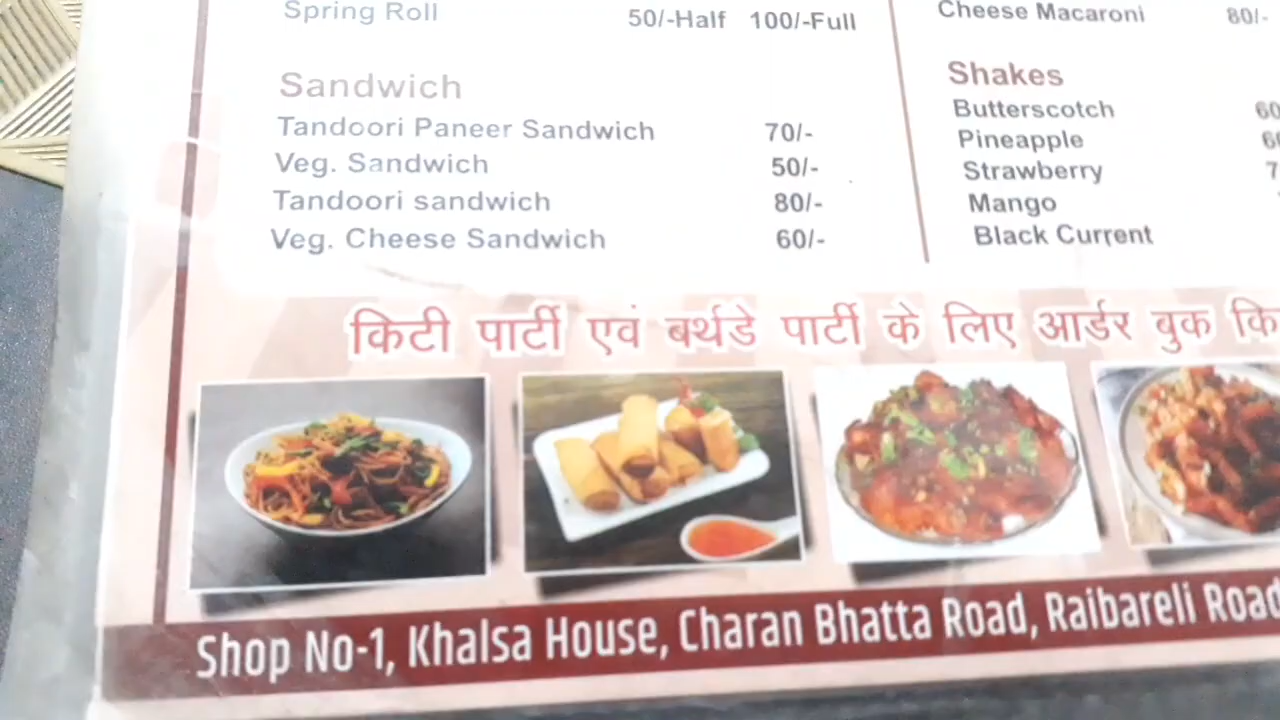 Spring Roll 50/-Half 100/-Full
Sandwich
Tandoori Paneer Sandwich 70/-
Veg. Sandwich 50/-
Tandoori sandwich 80/-
Veg. Cheese Sandwich 60/-
Cheese Macaroni 80/-
Shakes
Butterscotch
Pineapple
Strawberry
Mango
Black Current
किटी पार्टी एवं बर्थडे पार्टी के लिए आर्डर बुक
Shop No-1, Khalsa House, Charan Bhatta Road, Raibareli Road